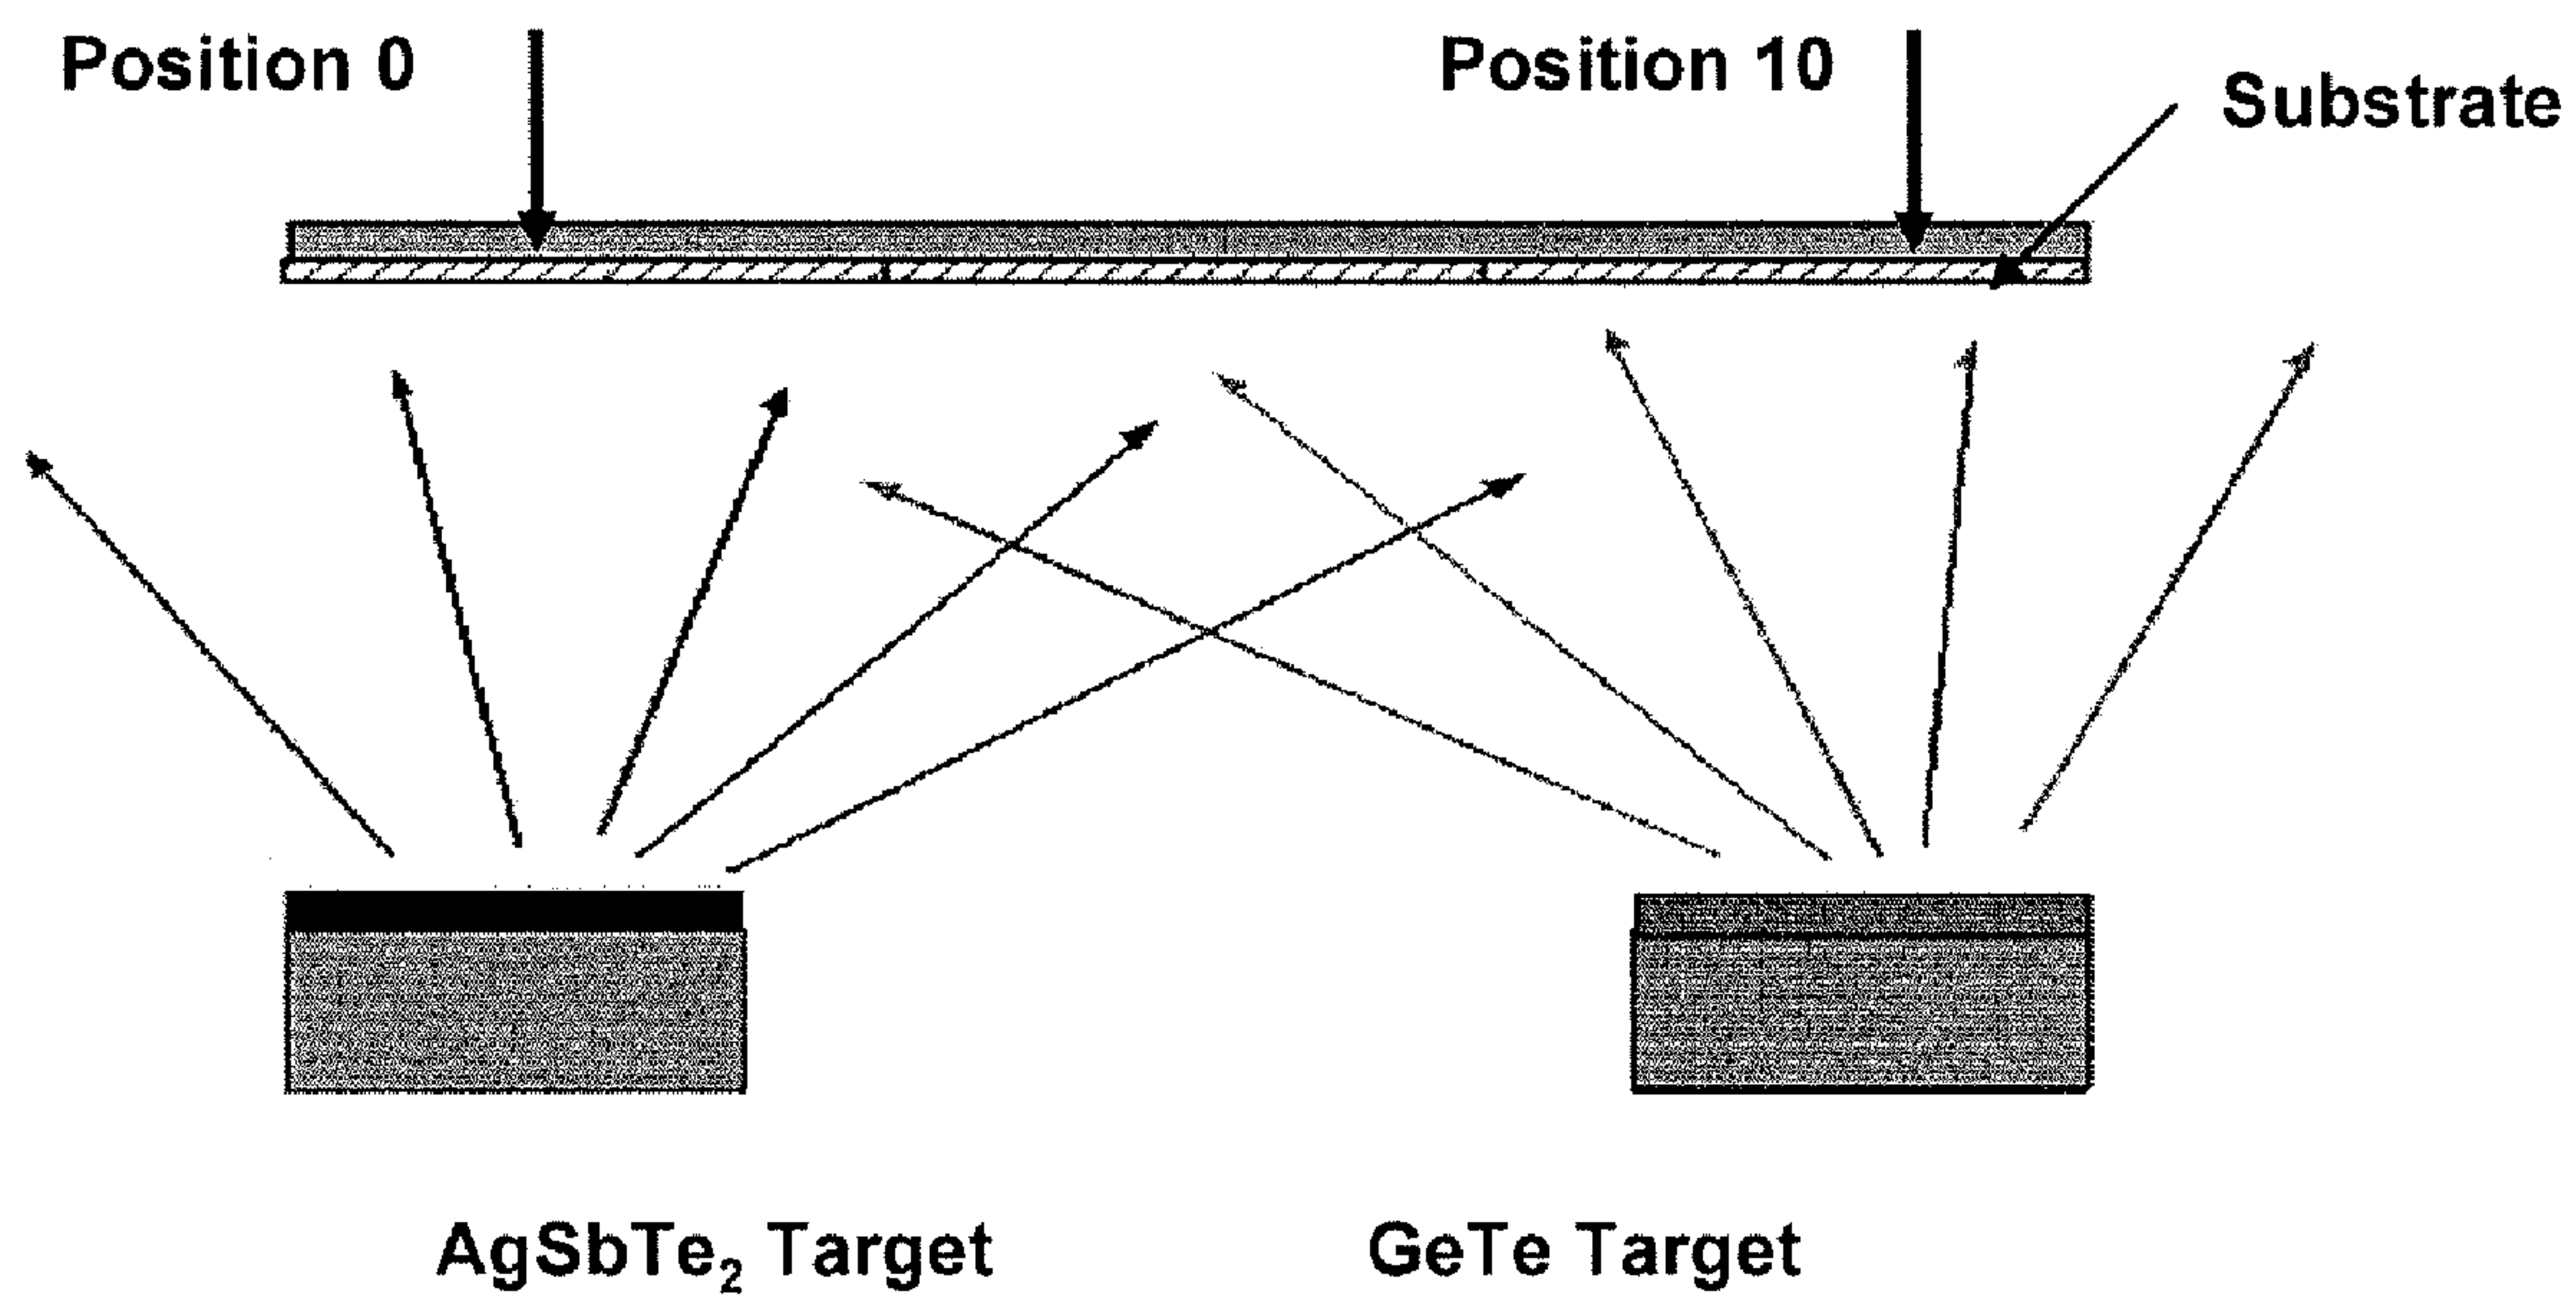 Position 0
Position 10
Substrate
AgSbTe₂ Target
GeTe Target